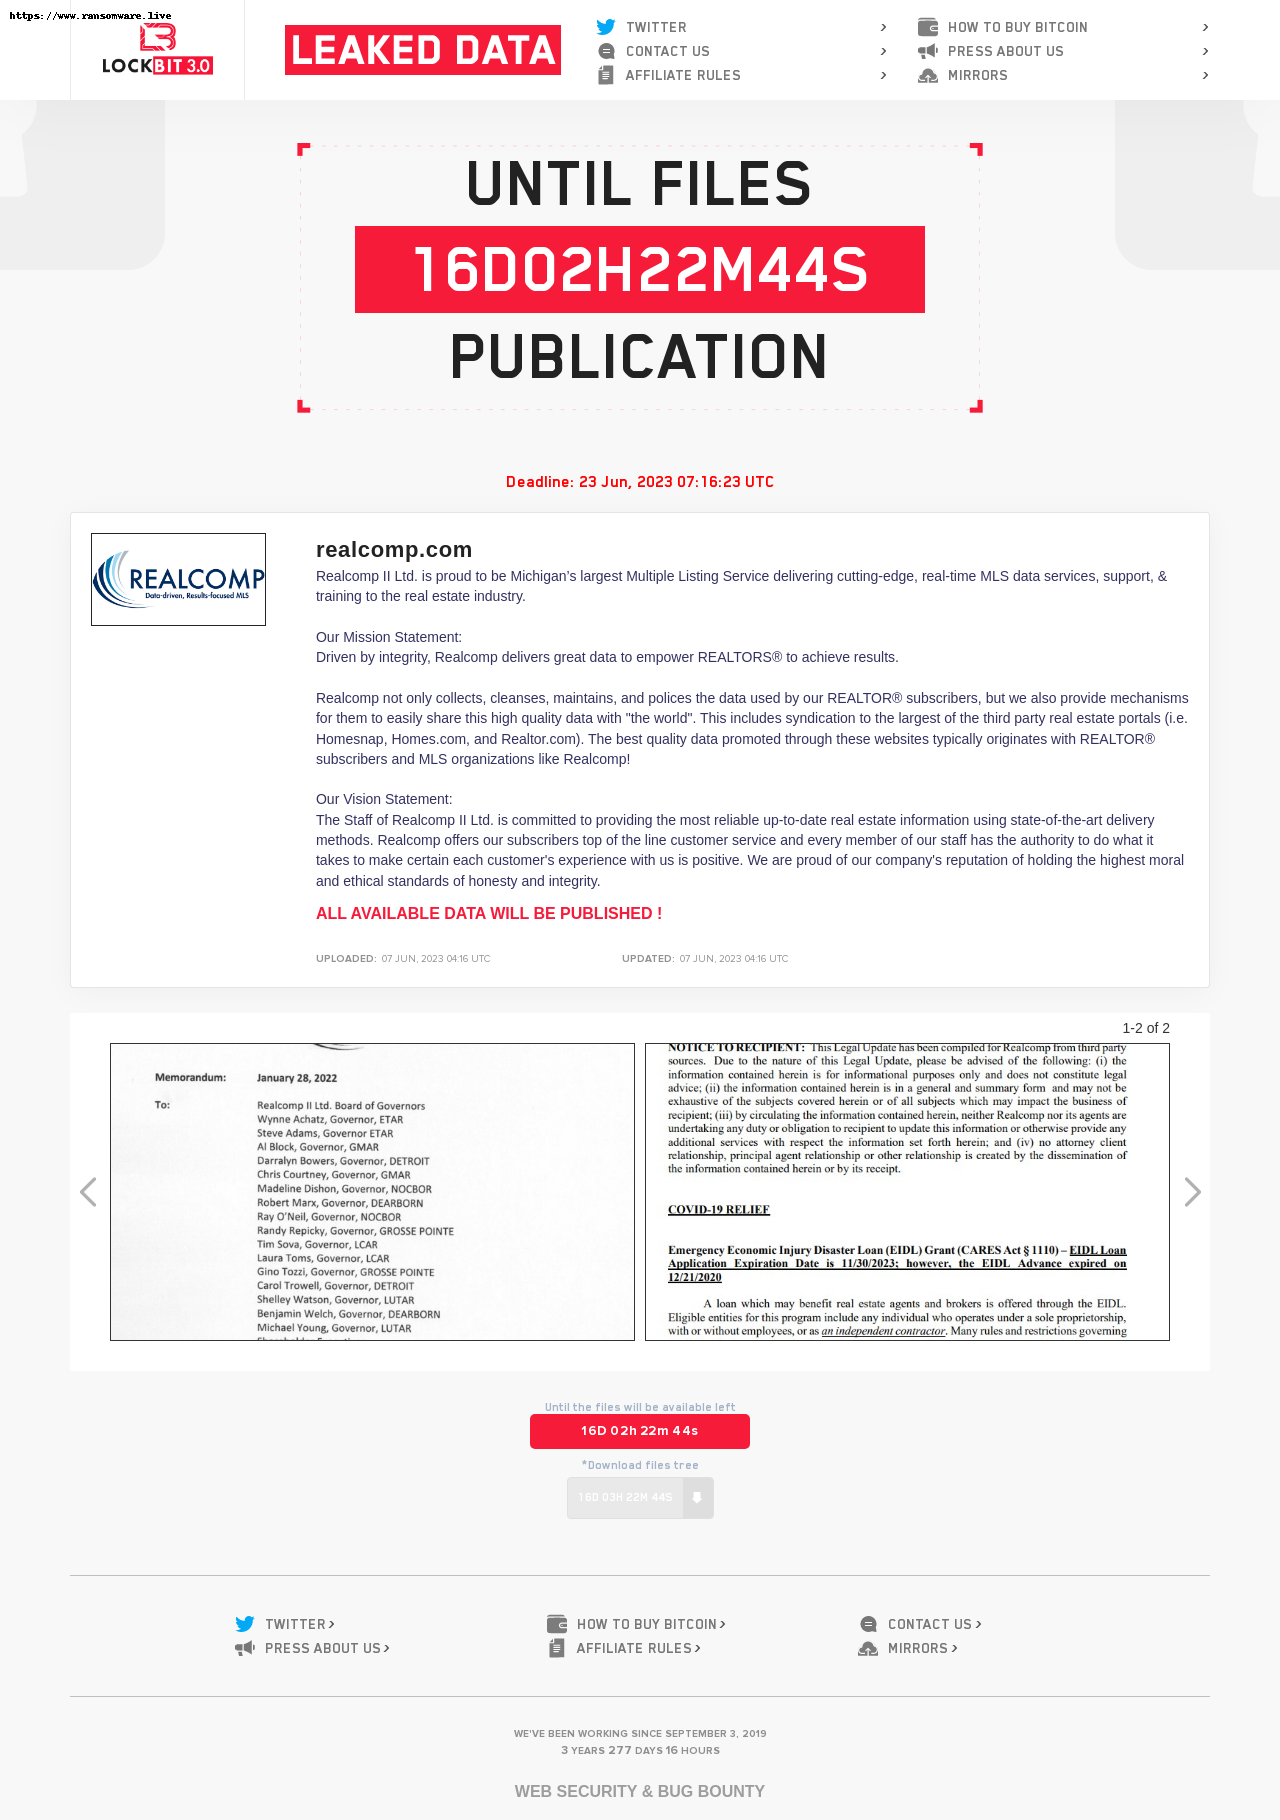 https://www.ransomware.live
LOCKBIT 3.0
LEAKED DATA
TWITTER
CONTACT US
AFFILIATE RULES
HOW TO BUY BITCOIN
PRESS ABOUT US
MIRRORS
UNTIL FILES
16D02H22M44S
PUBLICATION
Deadline: 23 Jun, 2023 07:16:23 UTC
REALCOMP
Data-driven, Results-focused MLS
realcomp.com
Realcomp II Ltd. is proud to be Michigan’s largest Multiple Listing Service delivering cutting-edge, real-time MLS data services, support, &
training to the real estate industry.
Our Mission Statement:
Driven by integrity, Realcomp delivers great data to empower REALTORS® to achieve results.
Realcomp not only collects, cleanses, maintains, and polices the data used by our REALTOR® subscribers, but we also provide mechanisms
for them to easily share this high quality data with "the world". This includes syndication to the largest of the third party real estate portals (i.e.
Homesnap, Homes.com, and Realtor.com). The best quality data promoted through these websites typically originates with REALTOR®
subscribers and MLS organizations like Realcomp!
Our Vision Statement:
The Staff of Realcomp II Ltd. is committed to providing the most reliable up-to-date real estate information using state-of-the-art delivery
methods. Realcomp offers our subscribers top of the line customer service and every member of our staff has the authority to do what it
takes to make certain each customer's experience with us is positive. We are proud of our company's reputation of holding the highest moral
and ethical standards of honesty and integrity.
ALL AVAILABLE DATA WILL BE PUBLISHED !
UPLOADED: 07 JUN, 2023 04:16 UTC
UPDATED: 07 JUN, 2023 04:16 UTC
1-2 of 2
Memorandum: January 28, 2022
To: Realcomp II Ltd. Board of Governors
Wynne Achatz, Governor, ETAR
Steve Adams, Governor ETAR
Al Block, Governor, GMAR
Darralyn Bowers, Governor, DETROIT
Chris Courtney, Governor, GMAR
Madeline Dishon, Governor, NOCBOR
Robert Marx, Governor, DEARBORN
Ray O'Neil, Governor, NOCBOR
Randy Repicky, Governor, GROSSE POINTE
Tim Sova, Governor, LCAR
Laura Toms, Governor, LCAR
Gino Tozzi, Governor, GROSSE POINTE
Carol Trowell, Governor, DETROIT
Shelley Watson, Governor, LUTAR
Benjamin Welch, Governor, DEARBORN
Michael Young, Governor, LUTAR
NOTICE TO RECIPIENT: This Legal Update has been compiled for Realcomp from third party
sources. Due to the nature of this Legal Update, please be advised of the following: (i) the
information contained herein is for informational purposes only and does not constitute legal
advice; (ii) the information contained herein is in a general and summary form and may not be
exhaustive of the subjects covered herein or of all subjects which may impact the business of
recipient; (iii) by circulating the information contained herein, neither Realcomp nor its agents are
undertaking any duty or obligation to recipient to update this information or otherwise provide any
additional services with respect the information set forth herein; and (iv) no attorney client
relationship, principal agent relationship or other relationship is created by the dissemination of
the information contained herein or by its receipt.
COVID-19 RELIEF
Emergency Economic Injury Disaster Loan (EIDL) Grant (CARES Act § 1110) – EIDL Loan
Application Expiration Date is 11/30/2023; however, the EIDL Advance expired on
12/21/2020
A loan which may benefit real estate agents and brokers is offered through the EIDL.
Eligible entities for this program include any individual who operates under a sole proprietorship,
with or without employees, or as an independent contractor. Many rules and restrictions governing
Until the files will be available left
16D 02h 22m 44s
*Download files tree
16D 03H 22M 44S
TWITTER
HOW TO BUY BITCOIN
CONTACT US
PRESS ABOUT US
AFFILIATE RULES
MIRRORS
WE'VE BEEN WORKING SINCE SEPTEMBER 3, 2019
3 YEARS 277 DAYS 16 HOURS
WEB SECURITY & BUG BOUNTY